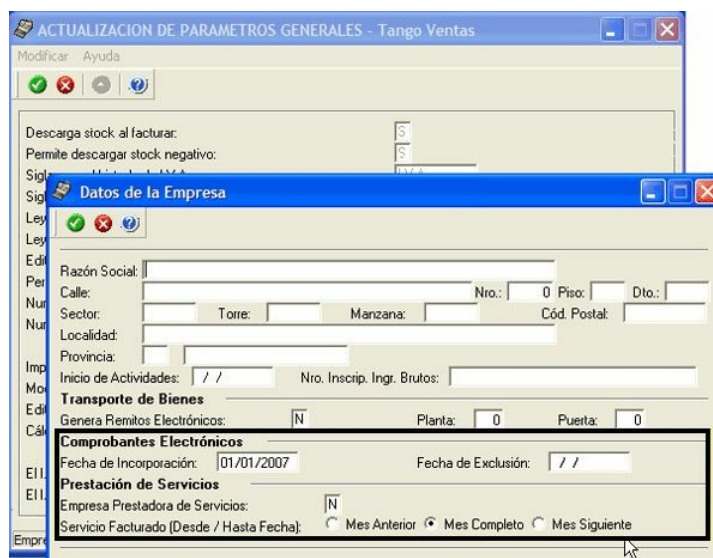 ACTUALIZACION DE PARAMETROS GENERALES - Tango Ventas
Modificar Ayuda
Descarga stock al facturar: S
Permite descargar stock negativo: S
Datos de la Empresa
Razón Social:
Calle: Nro.: 0 Piso: Dto.:
Sector: Torre: Manzana: Cód. Postal:
Localidad:
Provincia:
Inicio de Actividades: / / Nro. Inscrip. Ingr. Brutos:
Transporte de Bienes
Genera Remitos Electrónicos: N Planta: 0 Puerta: 0
Comprobantes Electrónicos
Fecha de Incorporación: 01/01/2007 Fecha de Exclusión: / /
Prestación de Servicios
Empresa Prestadora de Servicios: N
Servicio Facturado (Desde / Hasta Fecha): Mes Anterior Mes Completo Mes Siguiente